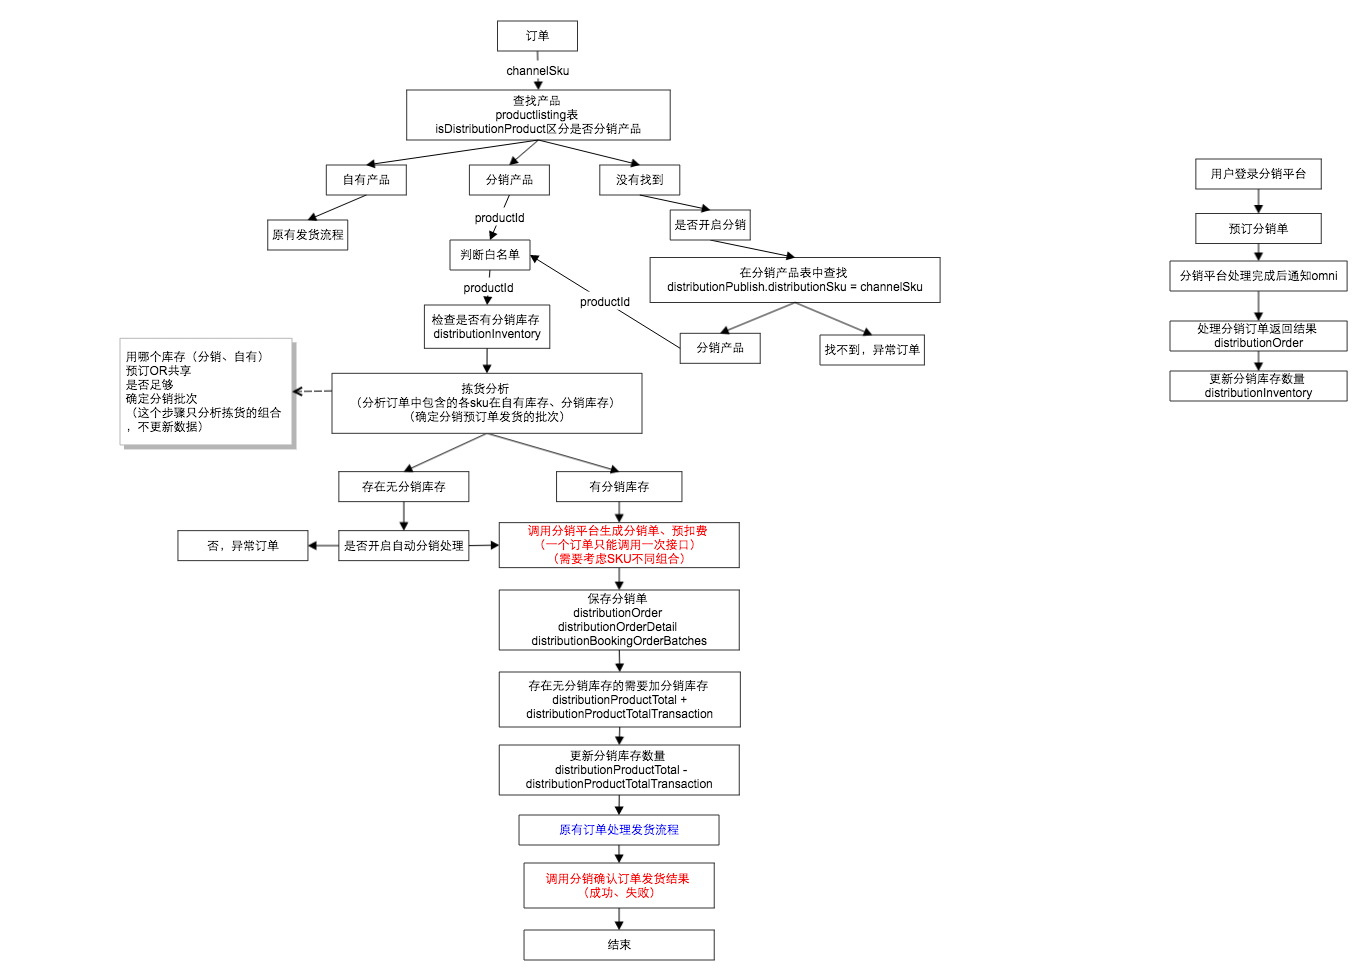 订单
channelSku
查找产品
productlisting表
isDistributionProduct区分是否分销产品
自有产品
分销产品
没有找到
原有发货流程
productId
是否开启分销
判断白名单
在分销产品表中查找
distributionPublish.distributionSku = channelSku
productId
productId
检查是否有分销库存
distributionInventory
分销产品
找不到，异常订单
用哪个库存（分销、自有）
预订OR共享
是否足够
确定分销批次
（这个步骤只分析拣货的组合
，不更新数据）
拣货分析
（分析订单中包含的各sku在自有库存、分销库存）
（确定分销预订单发货的批次）
存在无分销库存
有分销库存
否，异常订单
是否开启自动分销处理
调用分销平台生成分销单、预扣费
（一个订单只能调用一次接口）
（需要考虑SKU不同组合）
保存分销单
distributionOrder
distributionOrderDetail
distributionBookingOrderBatches
存在无分销库存的需要加分销库存
distributionProductTotal +
distributionProductTotalTransaction
更新分销库存数量
distributionProductTotal -
distributionProductTotalTransaction
原有订单处理发货流程
调用分销确认订单发货结果
（成功、失败）
结束
用户登录分销平台
预订分销单
分销平台处理完成后通知omni
处理分销订单返回结果
distributionOrder
更新分销库存数量
distributionInventory